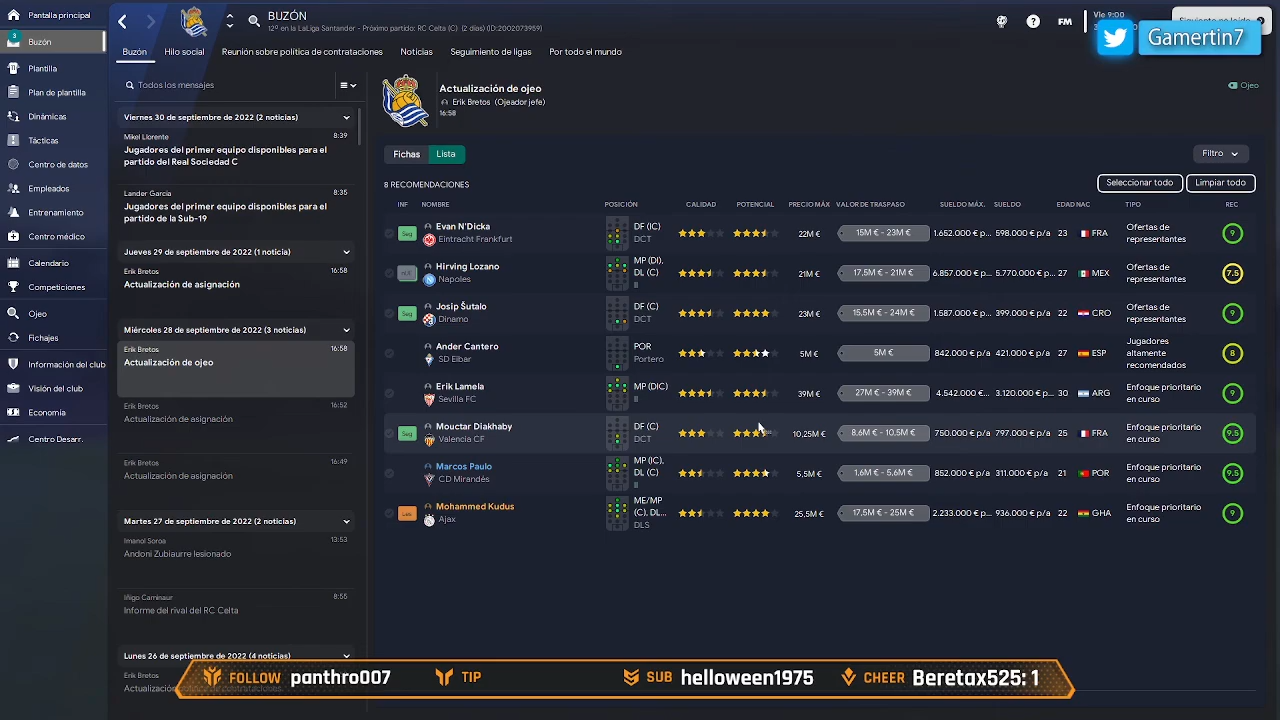 Panta principal
BUZÓN
12º en la LaLiga Santander - Próximo partido: RC Celta (C) (2 días) (ID:2002073959)
FM
Vie 9:00
Gamertin7
3
Buzón
Plantilla
Plan de plantilla
Dinámicas
Tácticas
Centro de datos
Empleados
Entrenamiento
Centro médico
Calendario
Competiciones
Ojeo
Fichajes
Información del club
Visión del club
Economía
Centro Desarr.
Buzón
Hilo social
Reunión sobre política de contrataciones
Noticias
Seguimiento de ligas
Por todo el mundo
Todos los mensajes
Viernes 30 de septiembre de 2022 (2 noticias)
Mikel Llorente 8:39
Jugadores del primer equipo disponibles para el
partido del Real Sociedad C
Lander García 8:35
Jugadores del primer equipo disponibles para el
partido de la Sub-19
Jueves 29 de septiembre de 2022 (1 noticia)
Erik Bretos 16:58
Actualización de asignación
Miércoles 28 de septiembre de 2022 (3 noticias)
Erik Bretos 16:58
Actualización de ojeo
Erik Bretos 16:52
Actualización de asignación
Erik Bretos 16:49
Actualización de asignación
Martes 27 de septiembre de 2022 (2 noticias)
Imanol Soroa 13:53
Andoni Zubiaurre lesionado
Iñigo Carminaur 8:55
Informe del rival del RC Celta
Lunes 26 de septiembre de 2022 (4 noticias)
Erik Bretos
Actualización de ojeo
Erik Bretos (Ojeador jefe)
16:58
Ojeo
Fichas
Lista
Filtro
8 RECOMENDACIONES
Seleccionar todo
Limpiar todo
INF NOMBRE POSICIÓN CALIDAD POTENCIAL PRECIO MÁX VALOR DE TRASPASO SUELDO MÁX. SUELDO EDAD NAC TIPO REC
Seg Evan N'Dicka Eintracht Frankfurt DF (IC) DCT 22M € 15M € - 23M € 1.652.000 € p... 598.000 € p/a 23 FRA Ofertas de representantes 9
Hirving Lozano Napoles MP (DI), DL (C) 21M € 17,5M € - 21M € 6.857.000 € p... 5.770.000 € p/a 27 MEX Ofertas de representantes 7.5
Seg Josip Šutalo Dinamo DF (C) DCT 23M € 15,5M € - 24M € 1.587.000 € p... 399.000 € p/a 22 CRO Ofertas de representantes 9
Ander Cantero SD Eibar POR Portero 5M € 5M € 842.000 € p/a 421.000 € p/a 27 ESP Jugadores altamente recomendados 8
Erik Lamela Sevilla FC MP (DIC) 39M € 27M € - 39M € 4.542.000 € p... 3.120.000 € p/a 30 ARG Enfoque prioritario en curso 9
Seg Mouctar Diakhaby Valencia CF DF (C) DCT 10,25M € 8,6M € - 10,5M € 750.000 € p/a 797.000 € p/a 25 FRA Enfoque prioritario en curso 9.5
Marcos Paulo CD Mirandés MP (IC), DL (C) 5,5M € 1,6M € - 5,6M € 852.000 € p/a 311.000 € p/a 21 POR Enfoque prioritario en curso 9.5
Mohammed Kudus Ajax ME/MP (C), DL... DLS 25,5M € 17,5M € - 25M € 2.233.000 € p... 936.000 € p/a 22 GHA Enfoque prioritario en curso 9
FOLLOW panthro007 TIP SUB helloween1975 CHEER Beretax525: 1